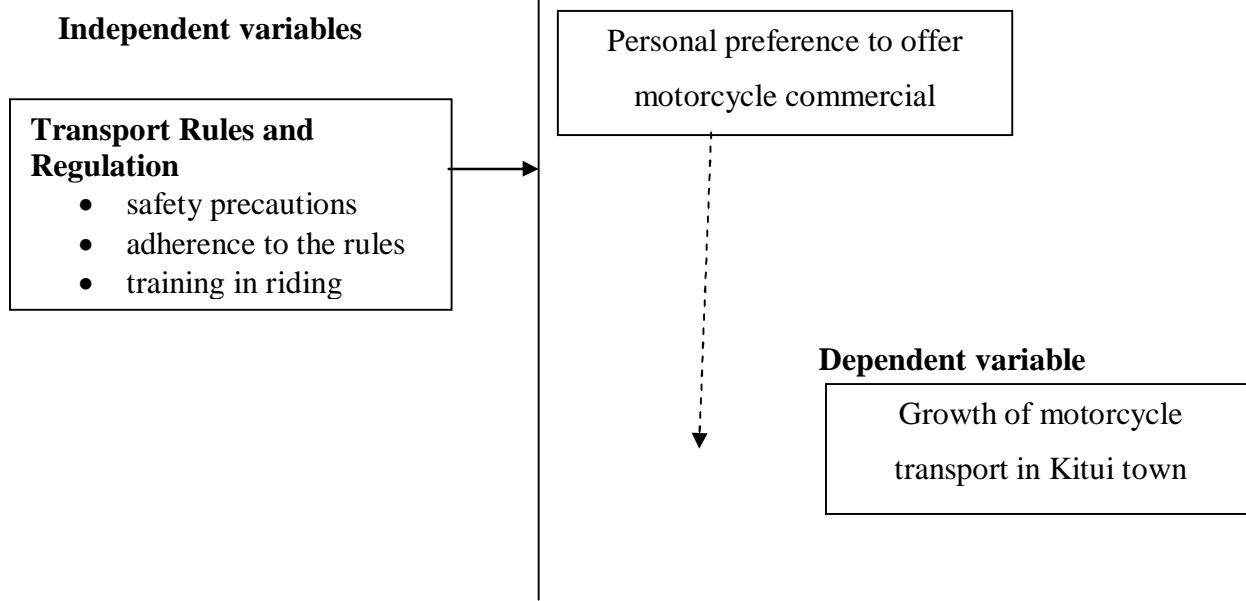 Independent variables
Transport Rules and
Regulation
• safety precautions
• adherence to the rules
• training in riding
Personal preference to offer
motorcycle commercial
Dependent variable
Growth of motorcycle
transport in Kitui town